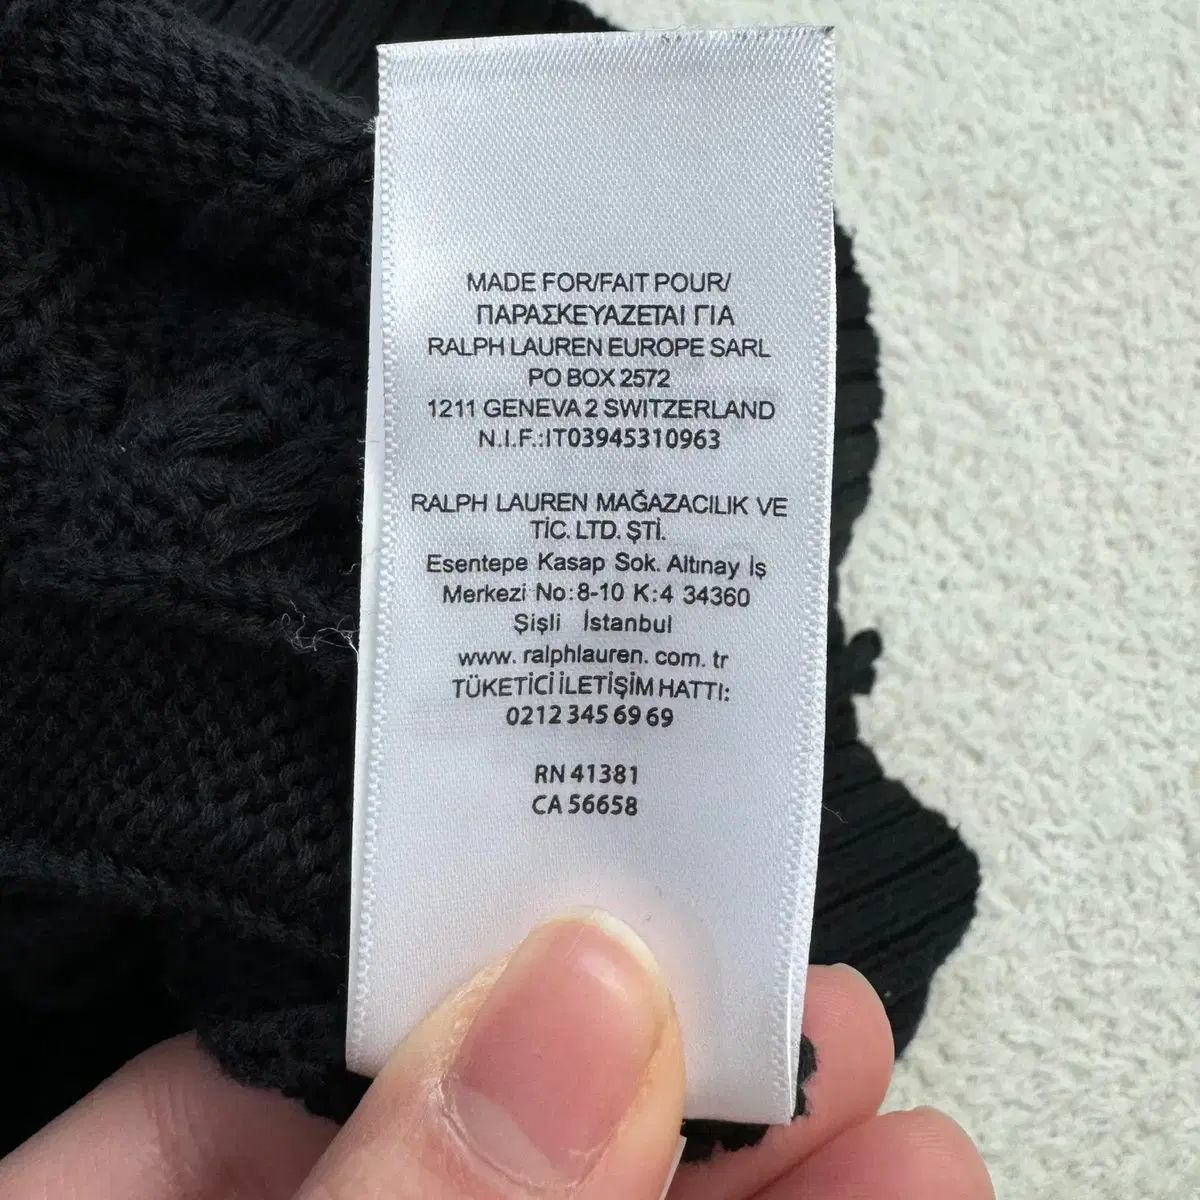 MADE FOR/FAIT POUR/
ΠΑΡΑΣΚΕΥΑΖΕΤΑΙ ΓΙΑ
RALPH LAUREN EUROPE SARL
PO BOX 2572
1211 GENEVA 2 SWITZERLAND
N.I.F.:IT03945310963
RALPH LAUREN MAĞAZACILIK VE
TİC. LTD. ŞTİ.
Esentepe Kasap Sok. Altınay İş
Merkezi No:8-10 K:4 34360
Şişli İstanbul
www. ralphlauren. com. tr
TÜKETİCİ İLETİŞİM HATTI:
0212 345 69 69
RN 41381
CA 56658